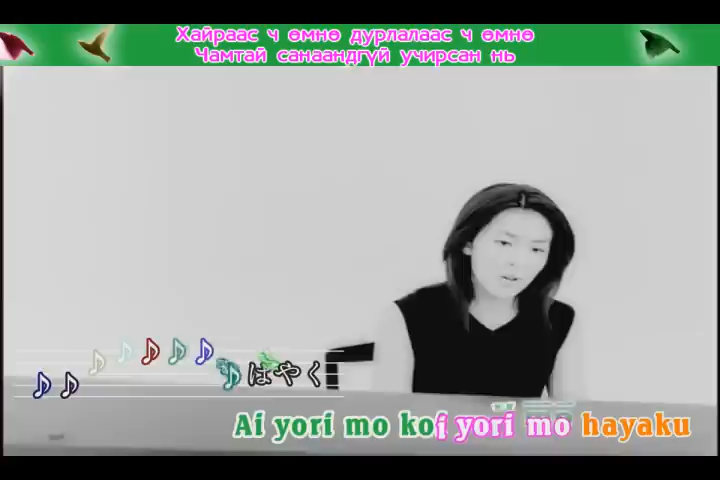 Хайраас ч өмнө дурлалаас ч өмнө
Чамтай санаандгүй учирсан нь
はやく
Ai yori mo koi yori mo hayaku